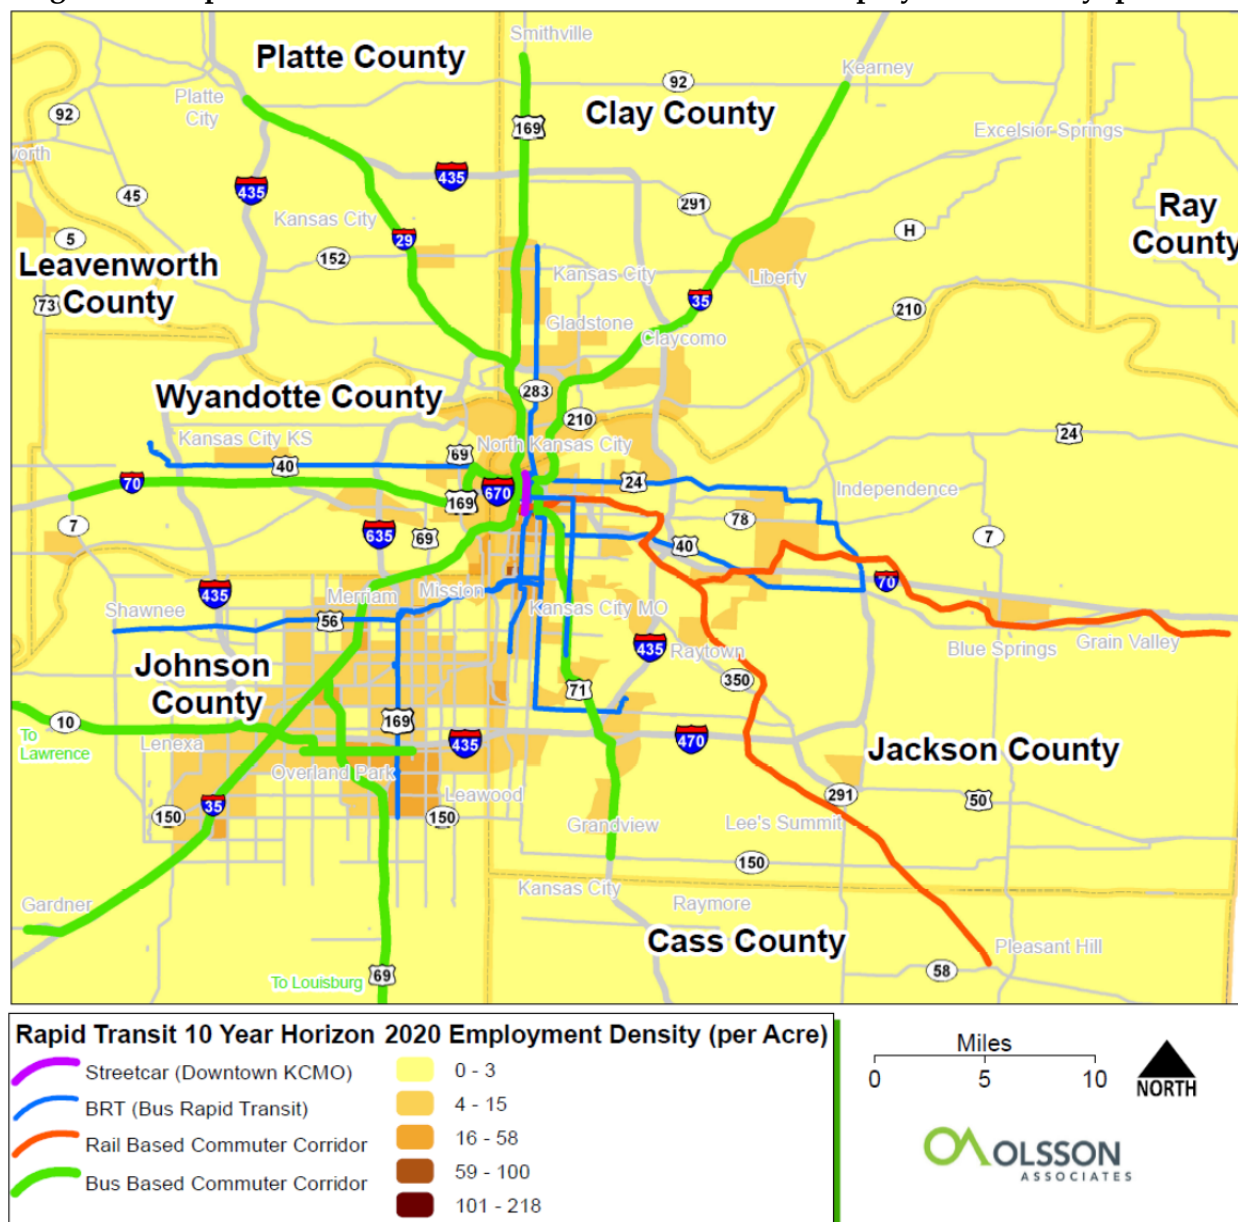 Platte County
Smithville
Kearney
92
Platte
City
Clay County
92
169
Excelsior Springs
435
435
45
291
Ray
County
Kansas City
5
29
H
152
Leavenworth
County
Kansas City
Liberty
73
35
210
Gladstone
Claycomo
Wyandotte County
283
210
Kansas City KS
North Kansas City
24
69
40
70
670
24
Independence
169
7
78
635
69
40
7
435
Merriam
Mission
70
Shawnee
56
Kansas City MO
435
Raytown
Blue Springs
Grain Valley
Johnson
County
350
71
10
To
Lawrence
169
Lenexa
435
470
Jackson County
Overland Park
Leawood
35
150
150
291
50
Grandview
Lee's Summit
150
Kansas City
Gardner
Raymore
Cass County
Pleasant Hill
58
To Louisburg
69
Rapid Transit 10 Year Horizon
Streetcar (Downtown KCMO)
BRT (Bus Rapid Transit)
Rail Based Commuter Corridor
Bus Based Commuter Corridor
2020 Employment Density (per Acre)
0 - 3
4 - 15
16 - 58
59 - 100
101 - 218
Miles
0 5 10
NORTH
OLSSON
ASSOCIATES